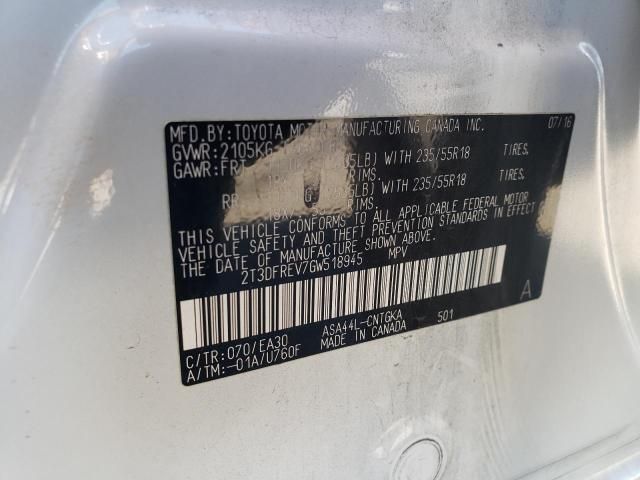 MFD.BY:TOYOTA MOTOR MANUFACTURING CANADA INC. 07/16
GVWR:2105KG
GAWR:FRT WITH 235/55R18
RIMS. TIRES,
RR WITH 235/55R18
RIMS. TIRES,
THIS VEHICLE CONFORMS TO ALL APPLICABLE FEDERAL MOTOR
VEHICLE SAFETY AND THEFT PREVENTION STANDARDS IN EFFECT ON
THE DATE OF MANUFACTURE SHOWN ABOVE.
2T3DFREV7GW518945 MPV
A
C/TR:070/EA30 ASA44L-CNTGKA 501
A/TM:-01A/U760F MADE IN CANADA